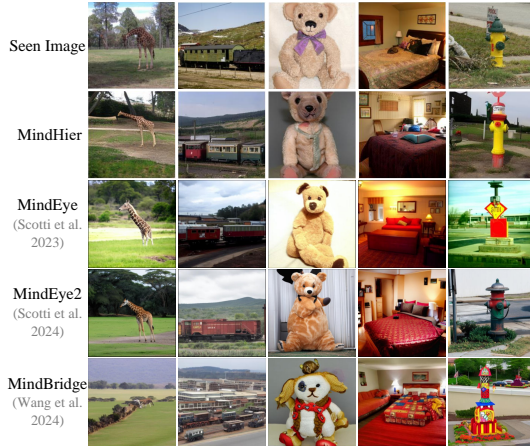 Seen Image
MindHier
MindEye
(Scotti et al.
2023)
MindEye2
(Scotti et al.
2024)
MindBridge
(Wang et al.
2024)